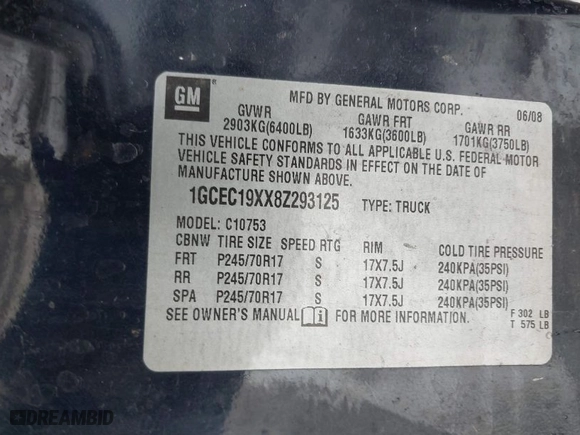 GM ®
MFD BY GENERAL MOTORS CORP. 06/08
GVWR GAWR FRT GAWR RR
2903KG(6400LB) 1633KG(3600LB) 1701KG(3750LB)
THIS VEHICLE CONFORMS TO ALL APPLICABLE U.S. FEDERAL MOTOR
VEHICLE SAFETY STANDARDS IN EFFECT ON THE DATE OF
MANUFACTURE SHOWN ABOVE.
1GCEC19XX8Z293125 TYPE: TRUCK
MODEL: C10753
CBNW TIRE SIZE SPEED RTG RIM COLD TIRE PRESSURE
FRT P245/70R17 S 17X7.5J 240KPA(35PSI)
RR P245/70R17 S 17X7.5J 240KPA(35PSI)
SPA P245/70R17 S 17X7.5J 240KPA(35PSI)
SEE OWNER'S MANUAL i FOR MORE INFORMATION.
F 302 LB
T 575 LB
DREAMBID